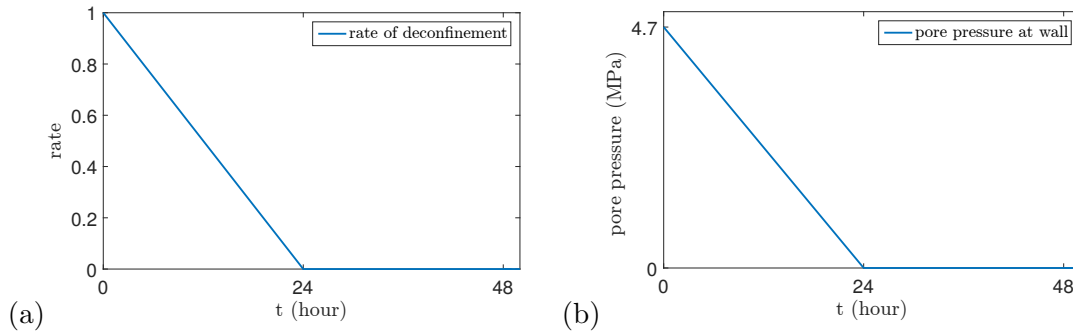 1
0.8
0.6
0.4
0.2
0
rate
rate of deconfinement
0
24
48
t (hour)
(a)
4.7
0
pore pressure (MPa)
pore pressure at wall
0
24
48
t (hour)
(b)